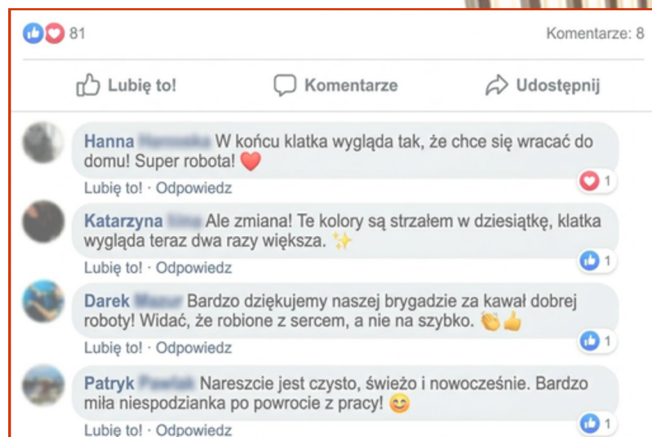 81 Komentarze: 8
Lubię to! Komentarze Udostępnij
Hanna W końcu klatka wygląda tak, że chce się wracać do
domu! Super robota! ❤️
1
Lubię to! · Odpowiedz
Katarzyna Ale zmiana! Te kolory są strzałem w dziesiątkę, klatka
wygląda teraz dwa razy większa. ✨
1
Lubię to! · Odpowiedz
Darek Bardzo dziękujemy naszej brygadzie za kawał dobrej
roboty! Widać, że robione z sercem, a nie na szybko. 👏👍
1
Lubię to! · Odpowiedz
Patryk Nareszcie jest czysto, świeżo i nowocześnie. Bardzo
miła niespodzianka po powrocie z pracy! 😊
1
Lubię to! · Odpowiedz